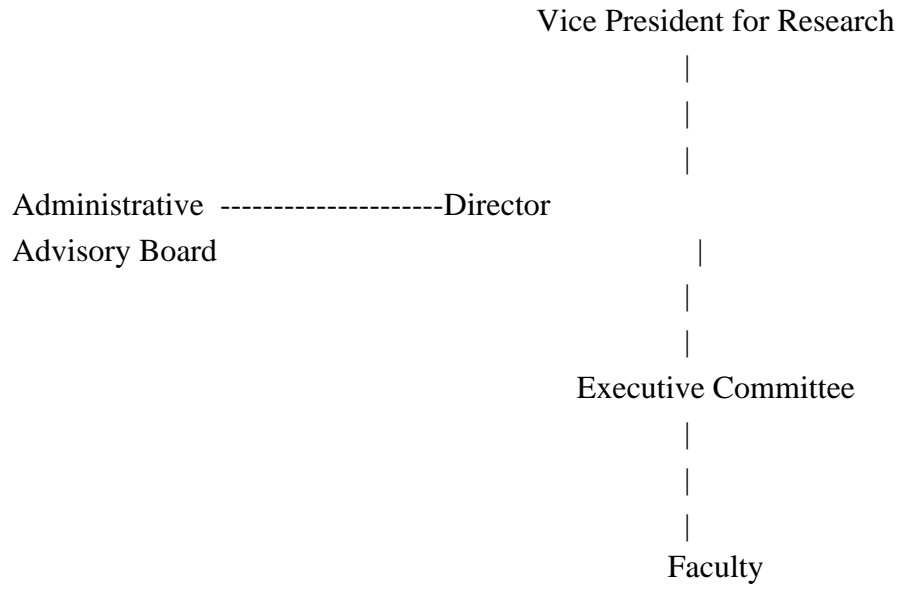 Vice President for Research
|
|
|
Administrative ---------------------Director
Advisory Board |
|
|
Executive Committee
|
|
|
Faculty